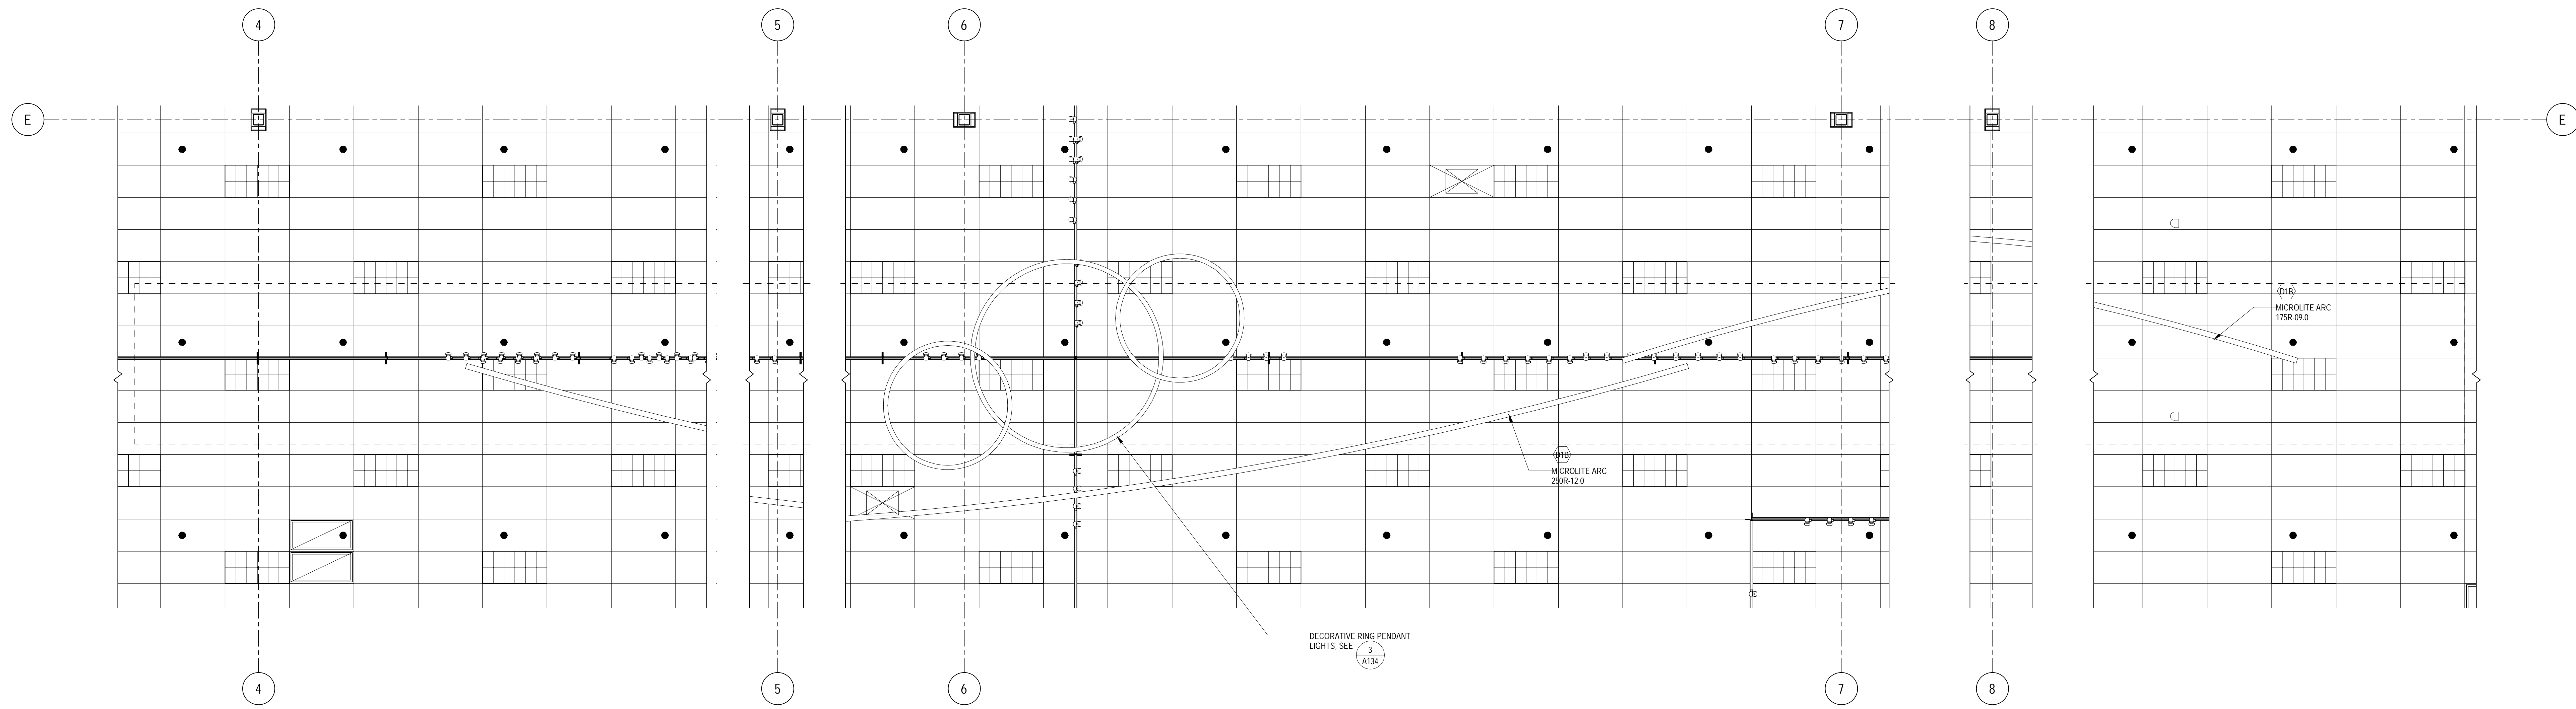 4
5
6
7
8
E
E
D1B
MICROLITE ARC
175R-09.0
D1B
MICROLITE ARC
250R-12.0
DECORATIVE RING PENDANT
LIGHTS, SEE
3
A134
4
5
6
7
8